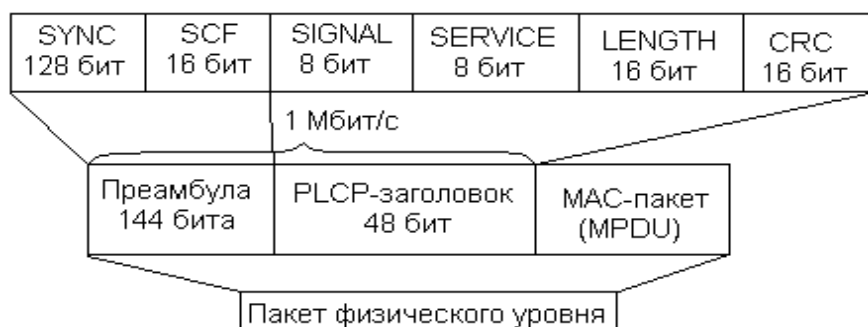 SYNC SCF SIGNAL SERVICE LENGTH CRC
128 бит 16 бит 8 бит 8 бит 16 бит 16 бит
1 Мбит/с
Преамбула PLCP-заголовок МАС-пакет
144 бита 48 бит (MPDU)
Пакет физического уровня